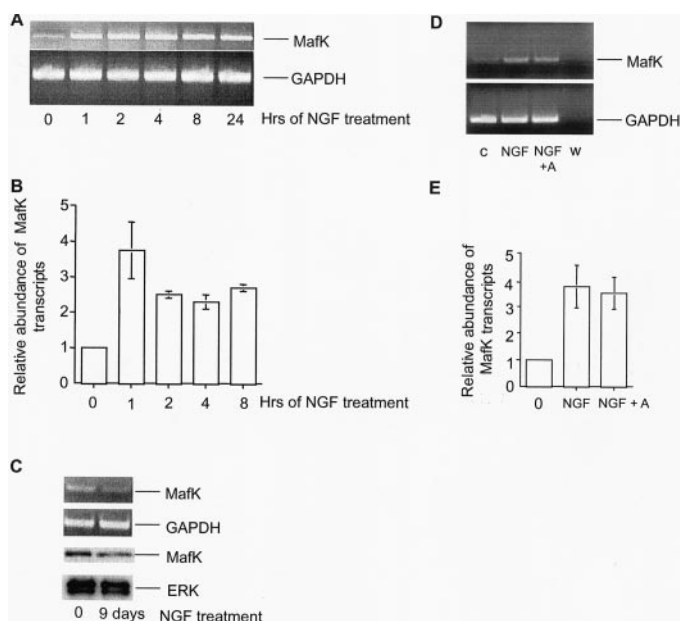 A
MafK
GAPDH
0 1 2 4 8 24 Hrs of NGF treatment
B
Relative abundance of MafK
transcripts
5
4
3
2
1
0
0 1 2 4 8 Hrs of NGF treatment
C
MafK
GAPDH
MafK
ERK
0 9 days NGF treatment
D
MafK
GAPDH
c NGF NGF w
+A
E
Relative abundance of
MafK transcripts
5
4
3
2
1
0
0 NGF NGF + A